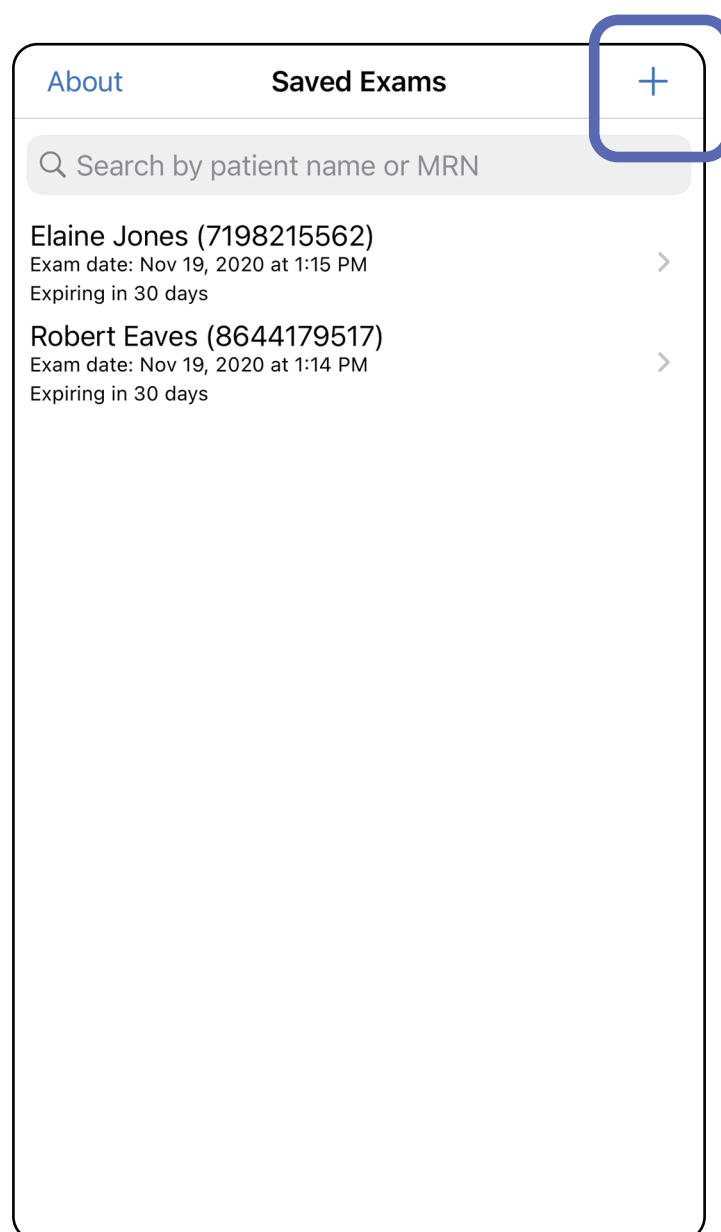 About Saved Exams +
Search by patient name or MRN
Elaine Jones (7198215562)
Exam date: Nov 19, 2020 at 1:15 PM
Expiring in 30 days
Robert Eaves (8644179517)
Exam date: Nov 19, 2020 at 1:14 PM
Expiring in 30 days